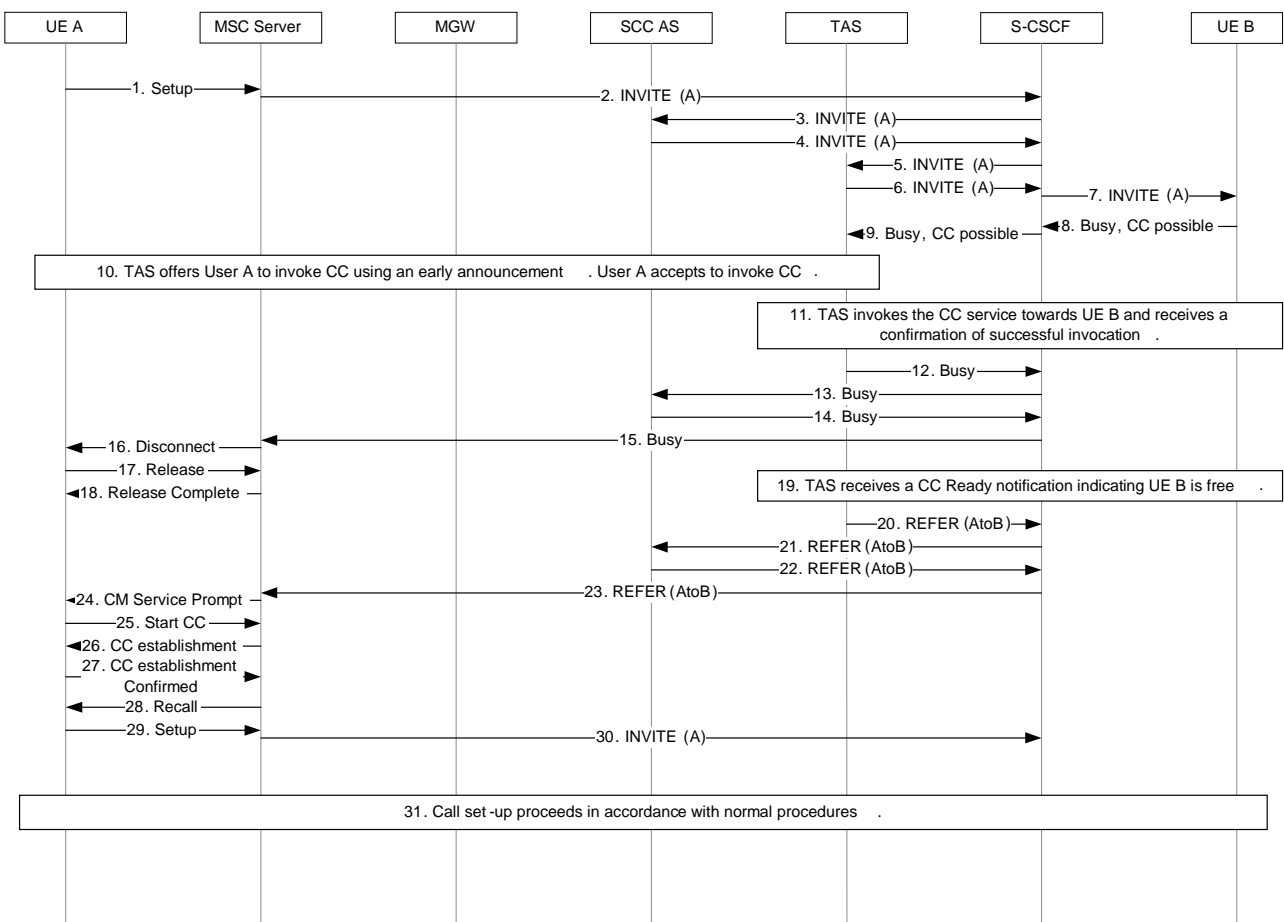 UE A
MSC Server
MGW
SCC AS
TAS
S-CSCF
UE B
1. Setup
2. INVITE (A)
3. INVITE (A)
4. INVITE (A)
5. INVITE (A)
6. INVITE (A)
7. INVITE (A)
8. Busy, CC possible
9. Busy, CC possible
10. TAS offers User A to invoke CC using an early announcement . User A accepts to invoke CC .
11. TAS invokes the CC service towards UE B and receives a
confirmation of successful invocation .
12. Busy
13. Busy
14. Busy
15. Busy
16. Disconnect
17. Release
18. Release Complete
19. TAS receives a CC Ready notification indicating UE B is free .
20. REFER (AtoB)
21. REFER (AtoB)
22. REFER (AtoB)
23. REFER (AtoB)
24. CM Service Prompt
25. Start CC
26. CC establishment
27. CC establishment
Confirmed
28. Recall
29. Setup
30. INVITE (A)
31. Call set-up proceeds in accordance with normal procedures .